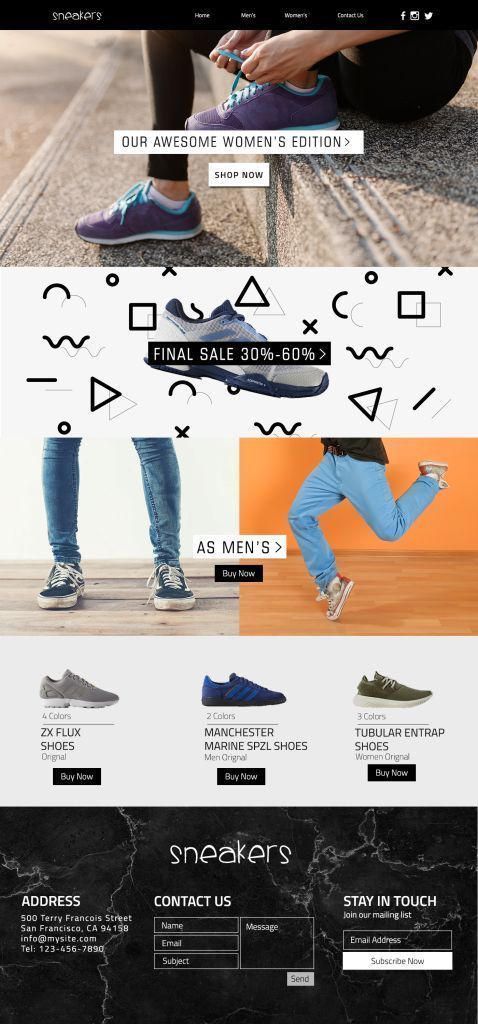 sneakers
Home Men's Women's Contact Us
OUR AWESOME WOMEN'S EDITION>
SHOP NOW
FINAL SALE 30%-60%>
AS MEN'S>
Buy Now
4 Colors
ZX FLUX
SHOES
Orignal
Buy Now
2 Colors
MANCHESTER
MARINE SPZL SHOES
Men Orignal
Buy Now
3 Colors
TUBULAR ENTRAP
SHOES
Women Orignal
Buy Now
sneakers
ADDRESS
500 Terry Francois Street
San Francisco, CA 94158
info@mysite.com
Tel: 123-456-7890
CONTACT US
Name
Email
Subject
Message
Send
STAY IN TOUCH
Join our mailing list
Email Address
Subscribe Now